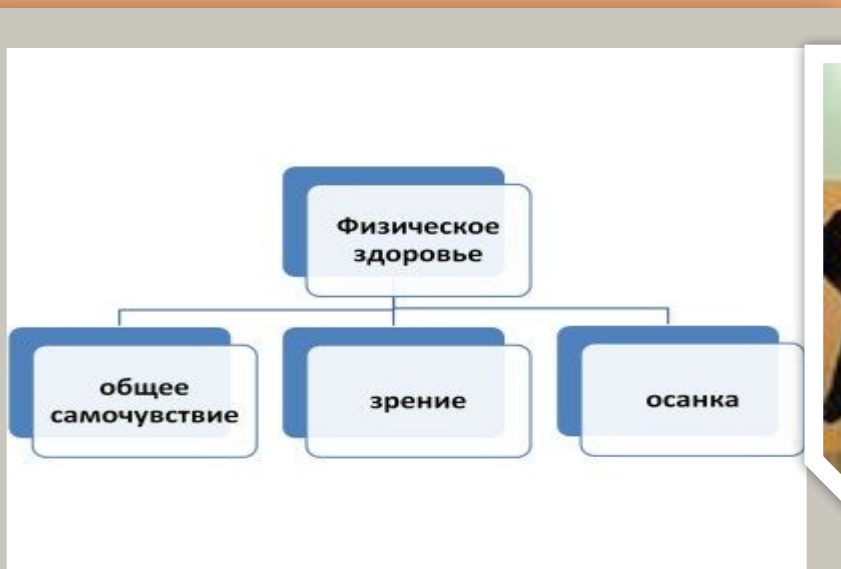 Физическое
здоровье
общее
самочувствие
зрение
осанка